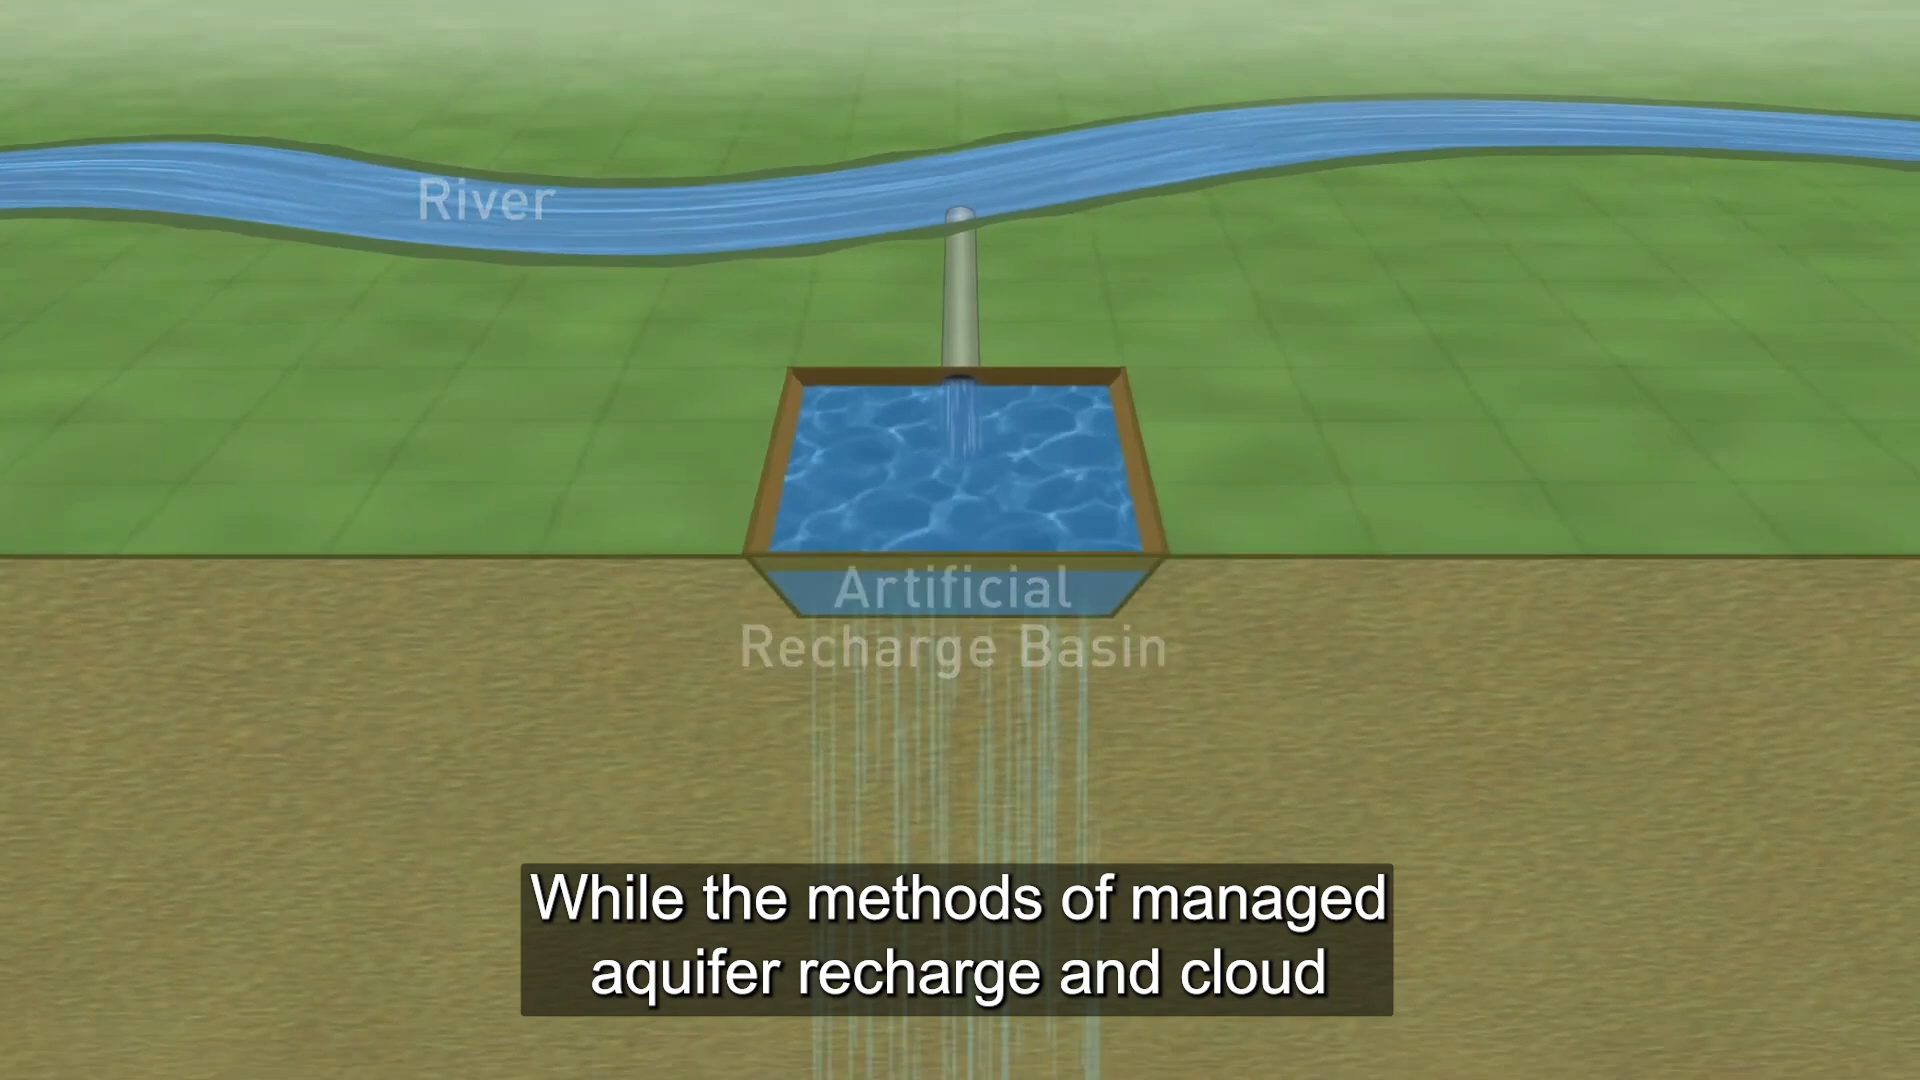 River
Artificial
Recharge Basin
While the methods of managed
aquifer recharge and cloud